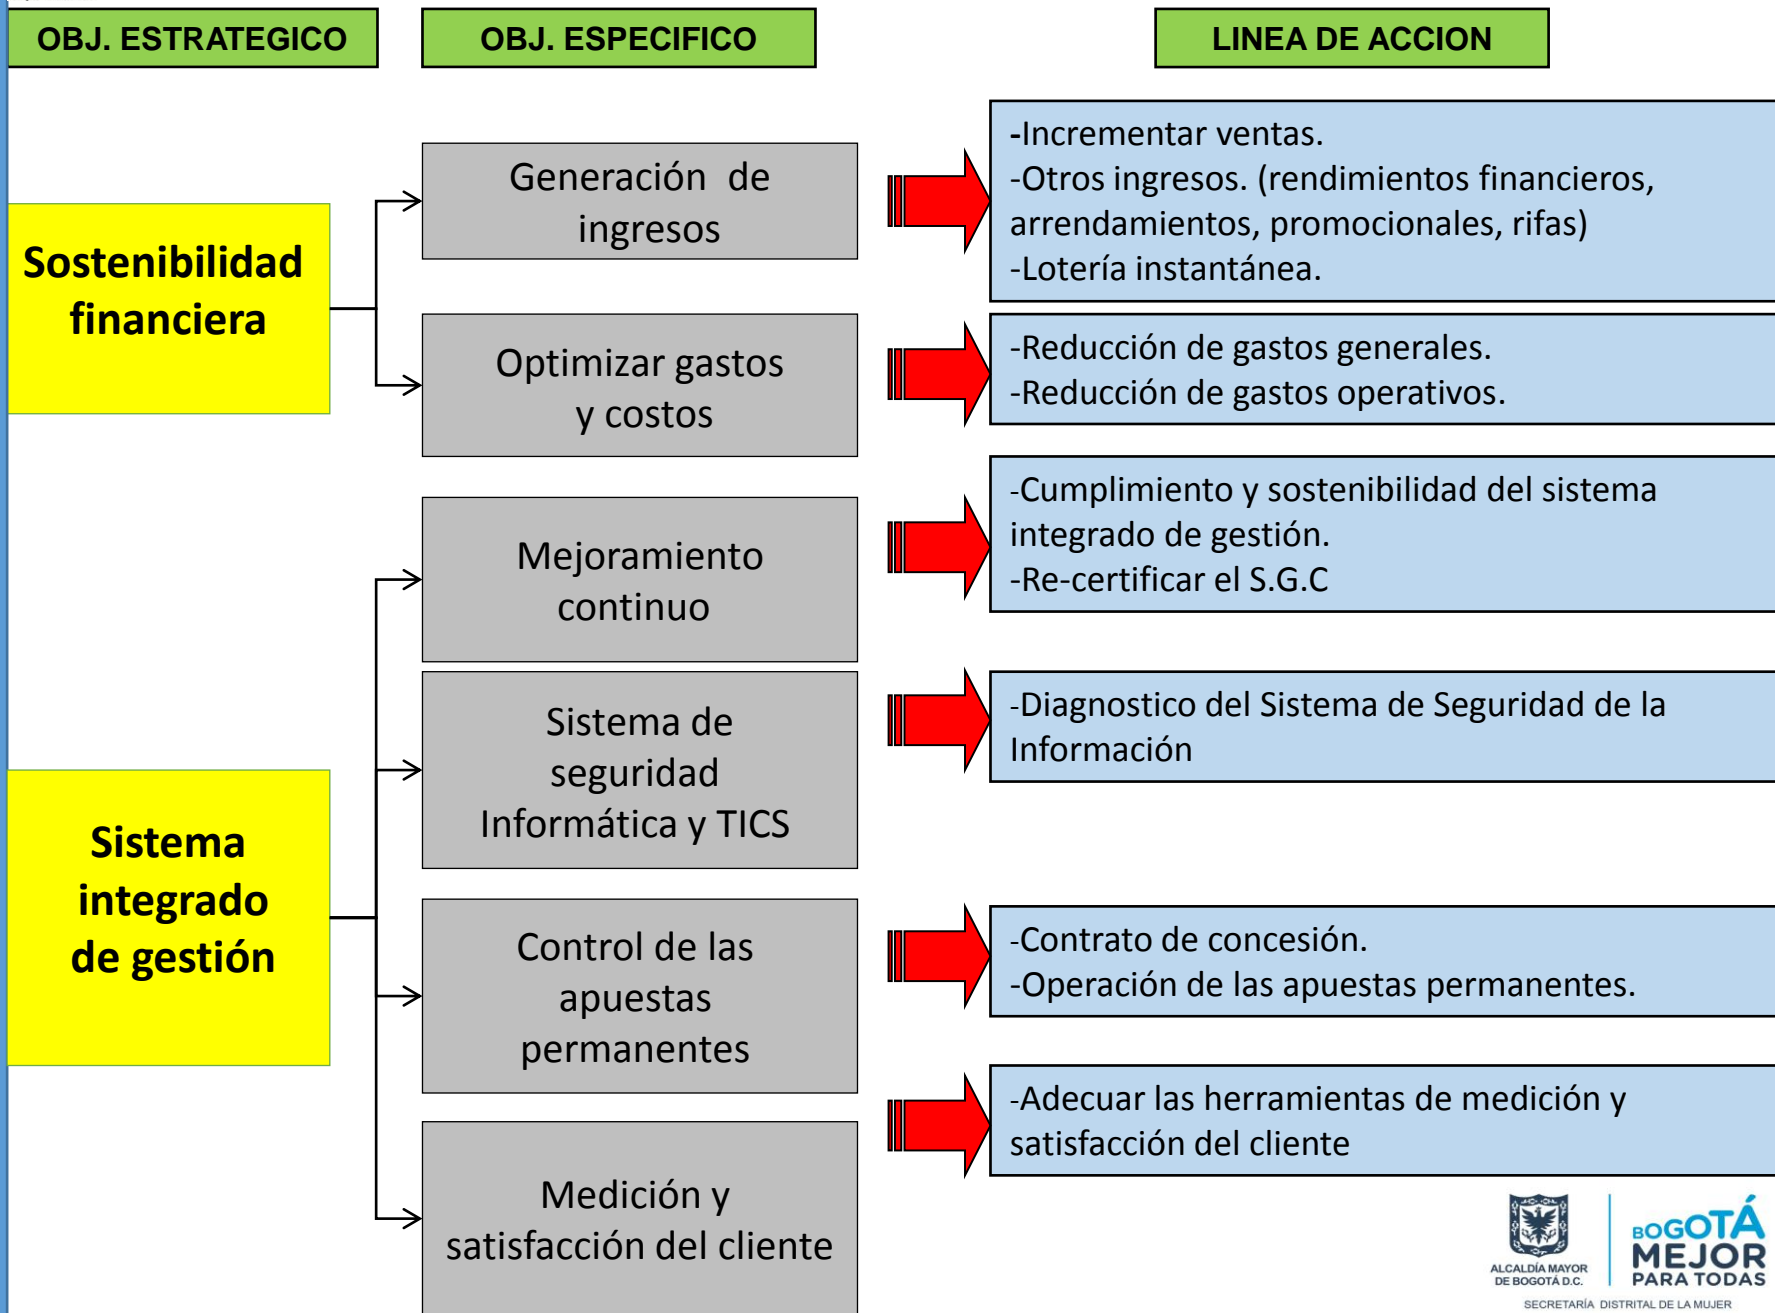 OBJ. ESTRATEGICO
OBJ. ESPECIFICO
LINEA DE ACCION
Sostenibilidad
financiera
Generación de
ingresos
-Incrementar ventas.
-Otros ingresos. (rendimientos financieros,
arrendamientos, promocionales, rifas)
-Lotería instantánea.
Optimizar gastos
y costos
-Reducción de gastos generales.
-Reducción de gastos operativos.
Sistema
integrado
de gestión
Mejoramiento
continuo
-Cumplimiento y sostenibilidad del sistema
integrado de gestión.
-Re-certificar el S.G.C
Sistema de
seguridad
Informática y TICS
-Diagnostico del Sistema de Seguridad de la
Información
Control de las
apuestas
permanentes
-Contrato de concesión.
-Operación de las apuestas permanentes.
Medición y
satisfacción del cliente
-Adecuar las herramientas de medición y
satisfacción del cliente
ALCALDÍA MAYOR
DE BOGOTÁ D.C.
BOGOTÁ
MEJOR
PARA TODAS
SECRETARÍA DISTRITAL DE LA MUJER